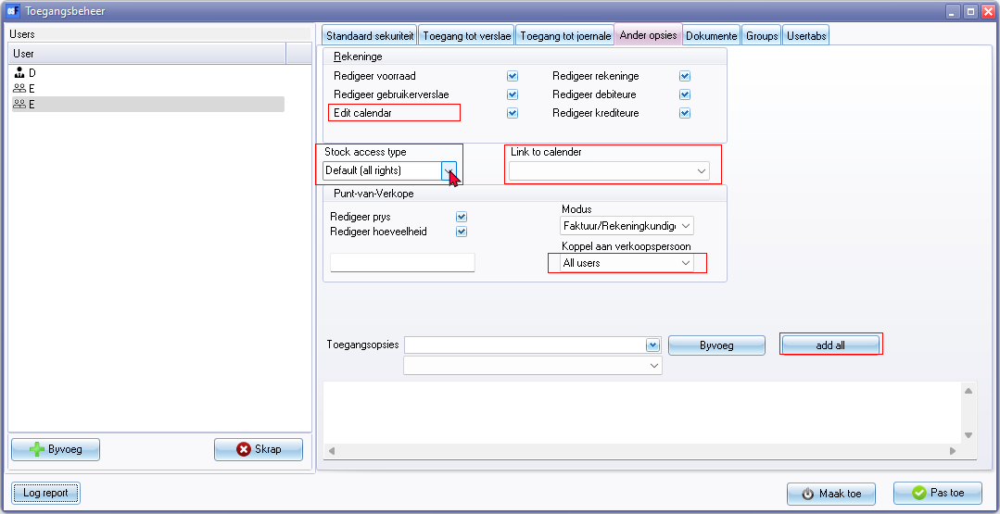 Toegangsbeheer
Users
User
D
E
E
Byvoeg
Skrap
Standaard sekuriteit
Toegang tot verslae
Toegang tot joernale
Ander opsies
Dokumente
Groups
Usertabs
Rekeninge
Redigeer voorraad
Redigeer rekeninge
Redigeer gebruikerverslae
Redigeer debiteure
Edit calendar
Redigeer krediteure
Stock access type
Link to calender
Default (all rights)
Punt-van-Verkope
Redigeer prys
Modus
Redigeer hoeveelheid
Faktuur/Rekeningkundige
Koppel aan verkoopspersoon
All users
Toegangsopsies
Byvoeg
add all
Log report
Maak toe
Pas toe